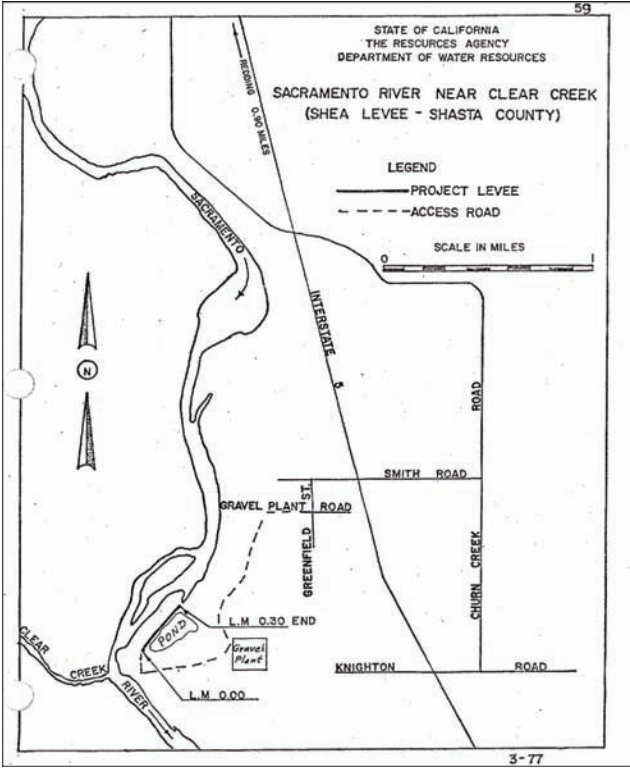 59
STATE OF CALIFORNIA
THE RESOURCES AGENCY
DEPARTMENT OF WATER RESOURCES
SACRAMENTO RIVER NEAR CLEAR CREEK
(SHEA LEVEE - SHASTA COUNTY)
LEGEND
PROJECT LEVEE
ACCESS ROAD
SCALE IN MILES
0 1
REDDING 0.90 MILES
SACRAMENTO
INTERSTATE 5
N
ROAD
SMITH ROAD
GRAVEL PLANT ROAD
GREENFIELD ST.
CHURN CREEK
L.M 0.30 END
POND
Gravel
Plant
CLEAR
CREEK
RIVER
KNIGHTON ROAD
L.M 0.00
3-77